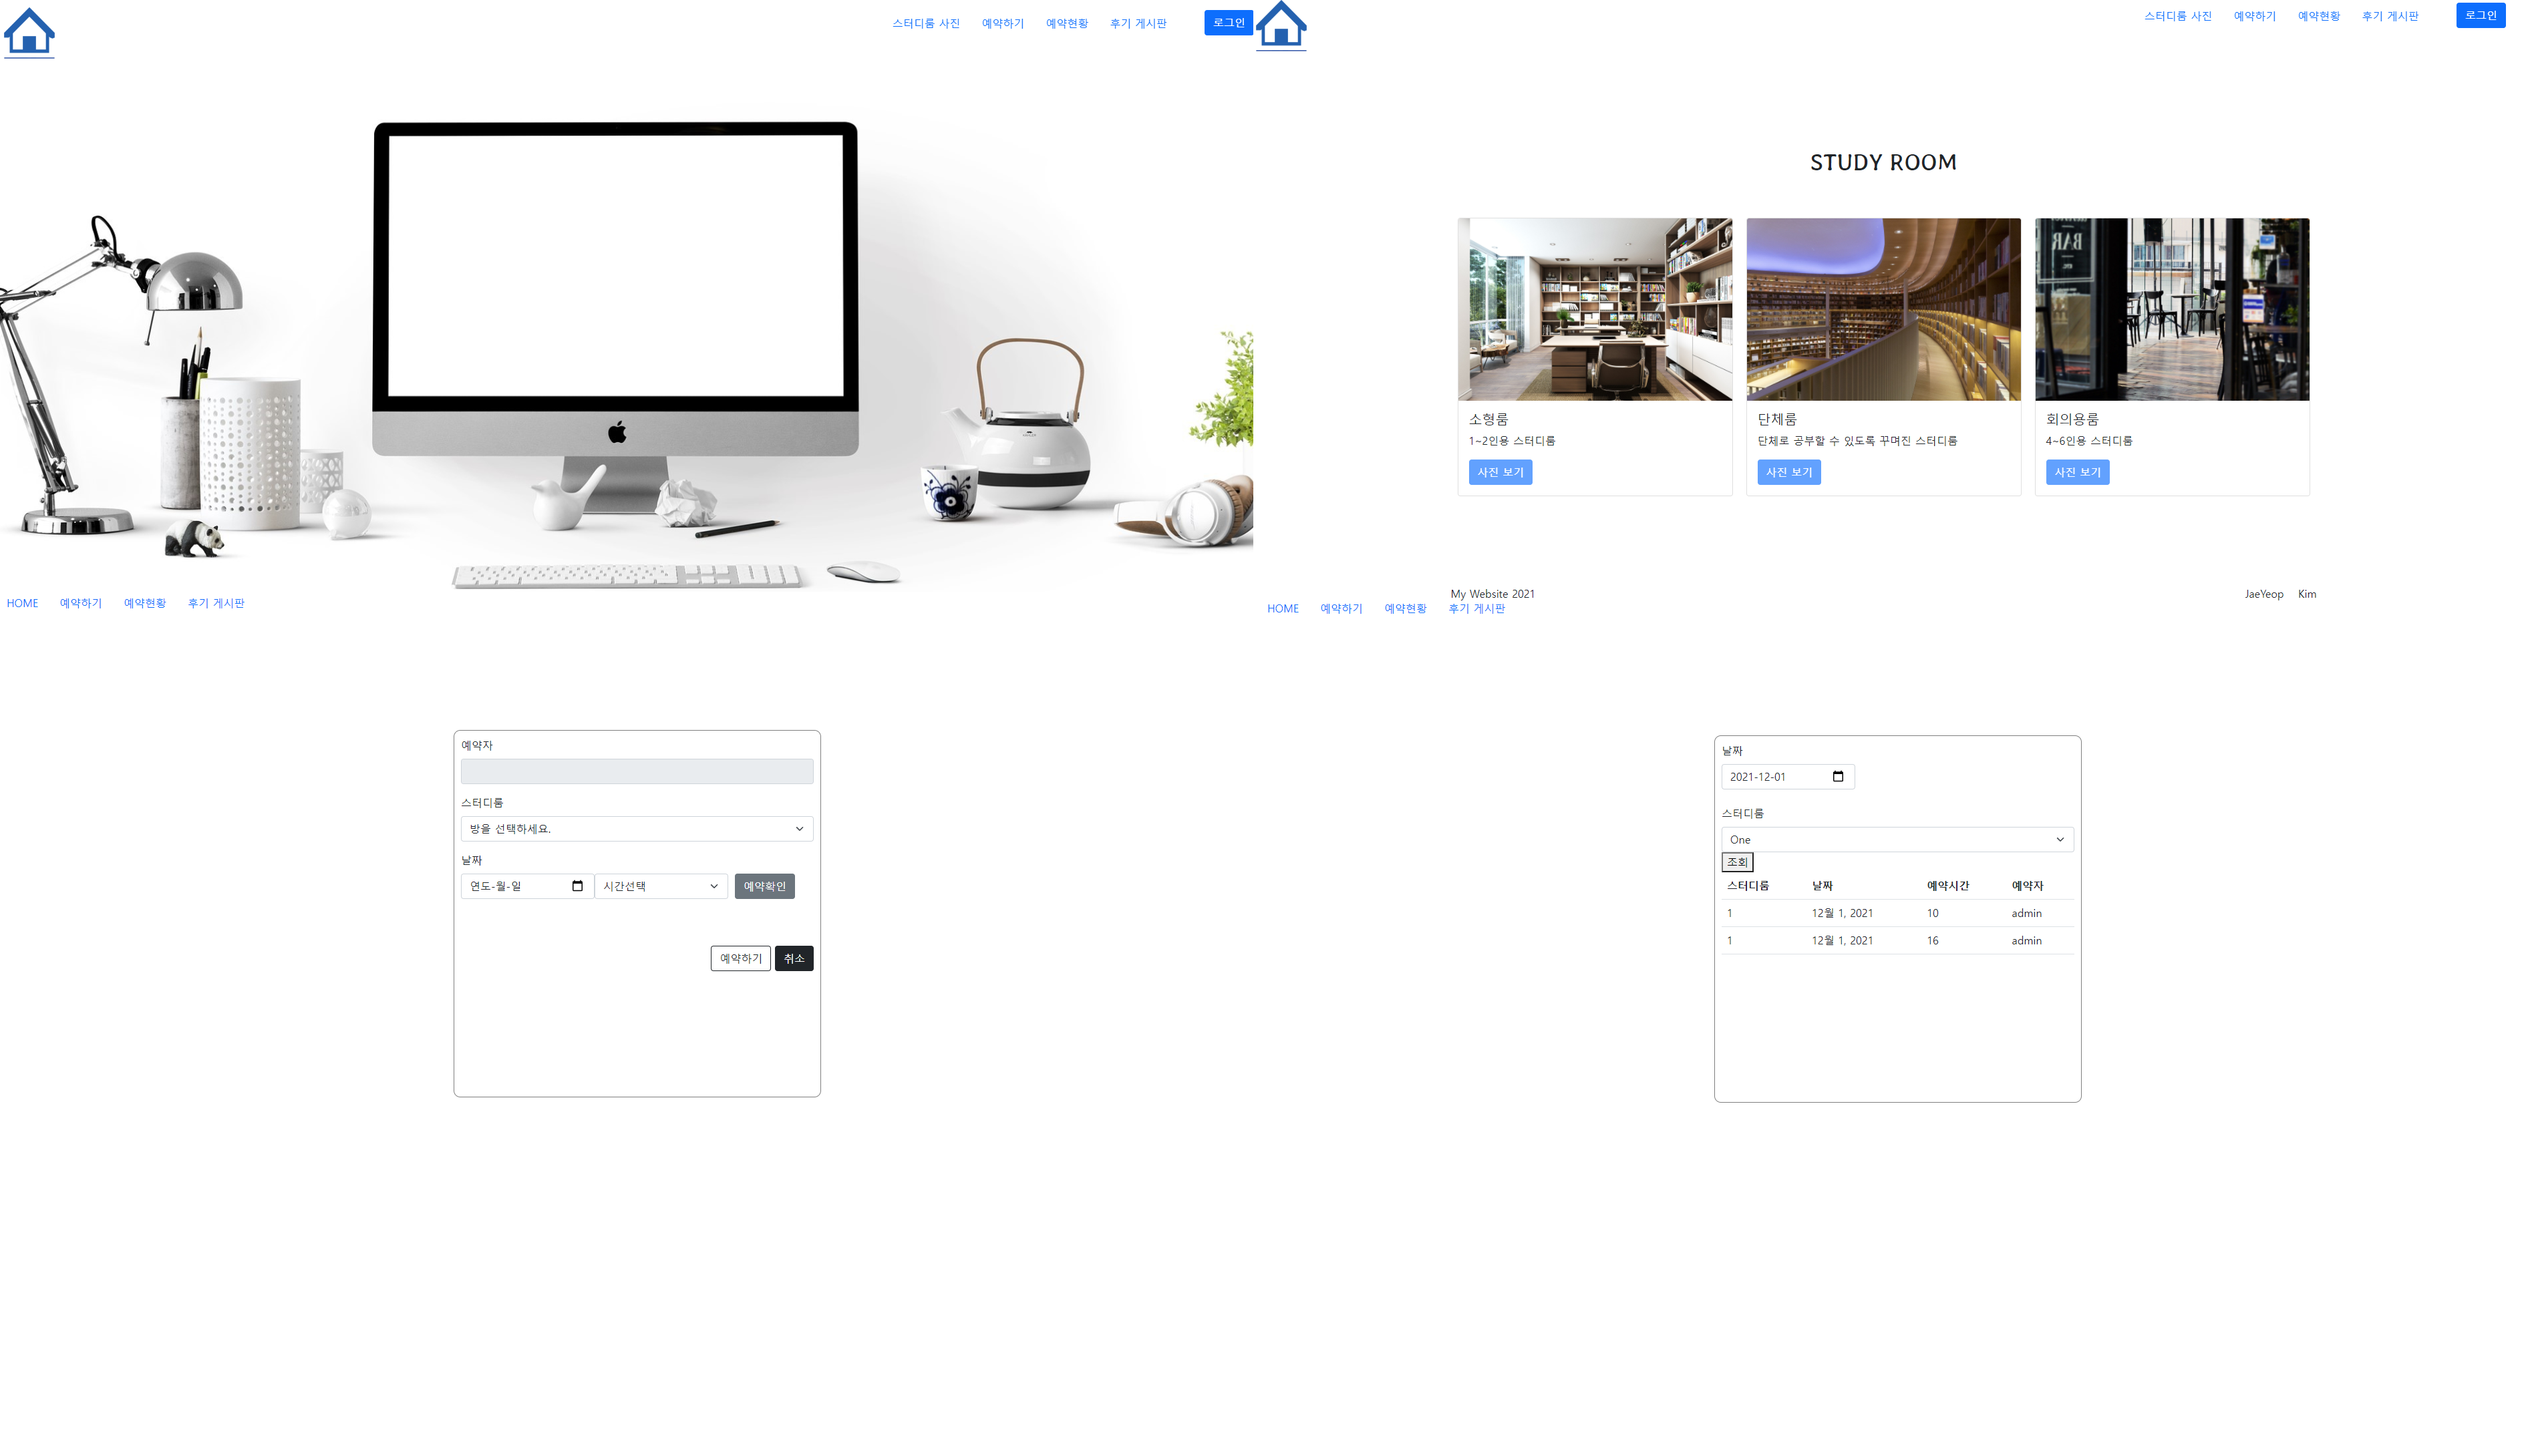 스터디룸 사진 예약하기 예약현황 후기 게시판 로그인
스터디룸 사진 예약하기 예약현황 후기 게시판 로그인
STUDY ROOM
BAR
소형룸
1~2인용 스터디룸
사진 보기
단체룸
단체로 공부할 수 있도록 꾸며진 스터디룸
사진 보기
회의용룸
4~6인용 스터디룸
사진 보기
My Website 2021 JaeYeop Kim
HOME 예약하기 예약현황 후기 게시판
예약자
스터디룸
방을 선택하세요.
날짜
연도-월-일 시간선택 예약확인
예약하기 취소
HOME 예약하기 예약현황 후기 게시판
날짜
2021-12-01
스터디룸
One
조회
스터디룸 날짜 예약시간 예약자
1 12월 1, 2021 10 admin
1 12월 1, 2021 16 admin